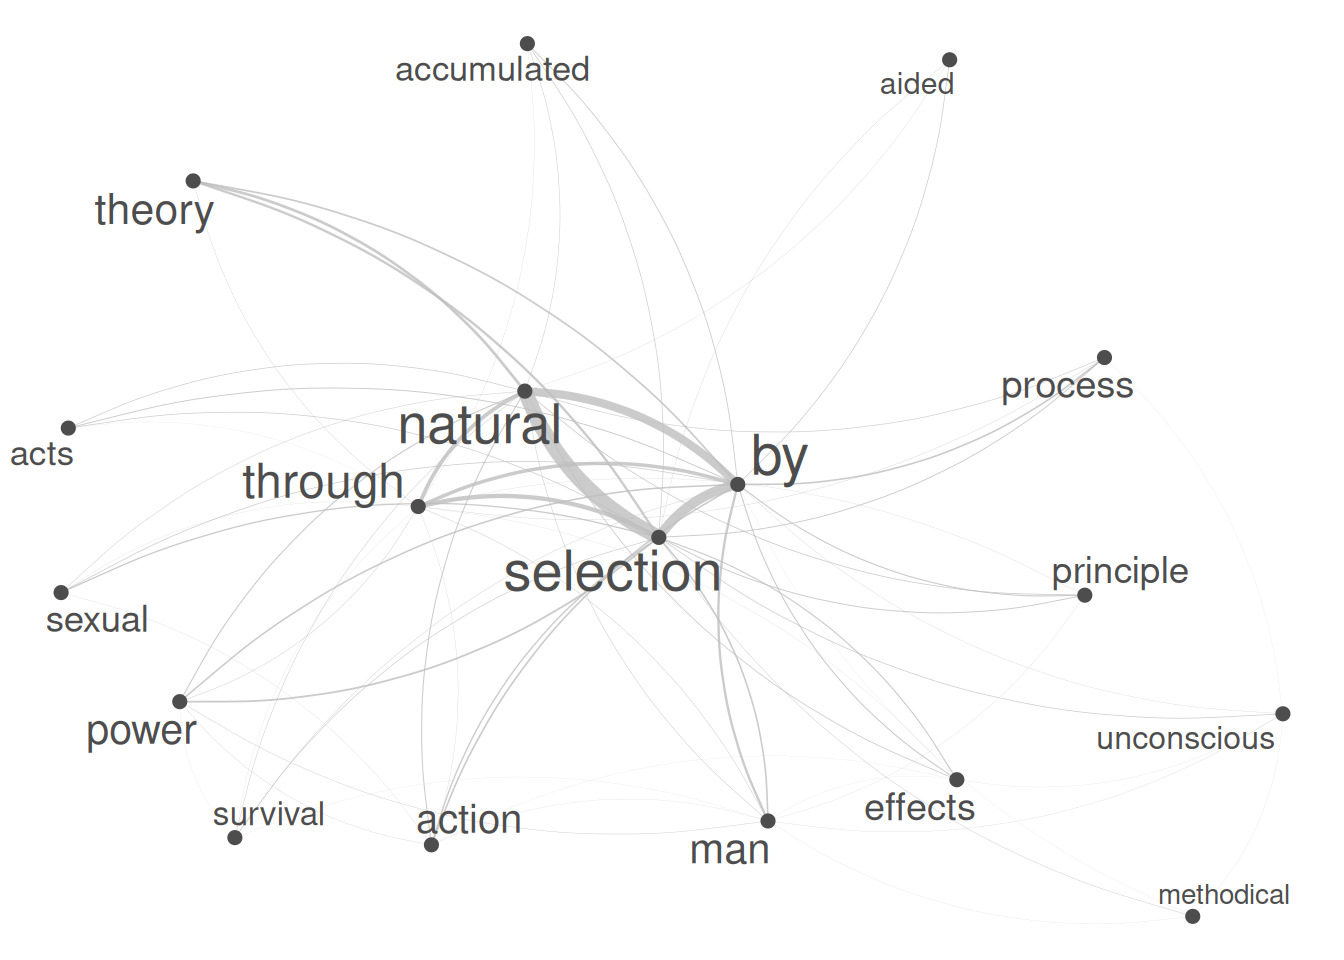 accumulated
aided
theory
process
natural
by
acts
through
selection
principle
sexual
power
unconscious
effects
survival
action
man
methodical